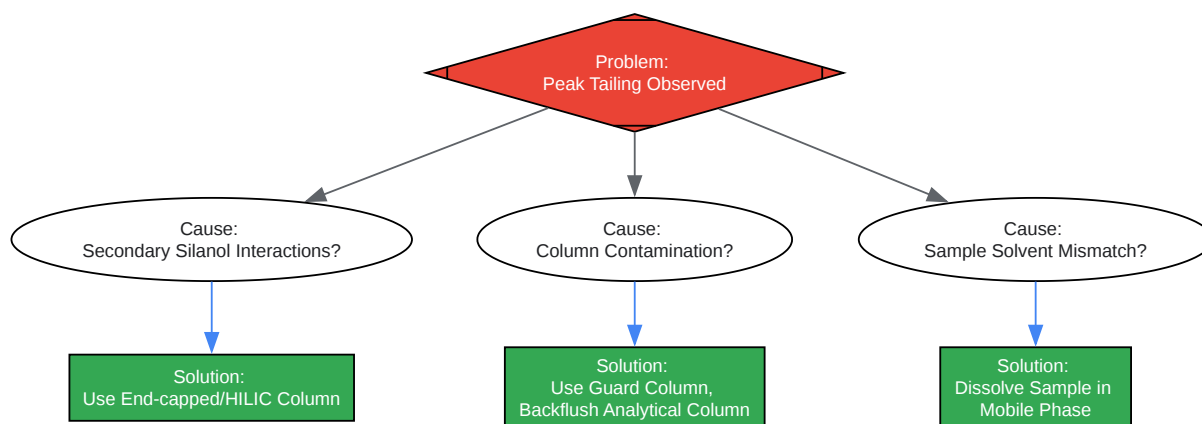 Problem:
Peak Tailing Observed
Cause:
Secondary Silanol Interactions?
Cause:
Column Contamination?
Cause:
Sample Solvent Mismatch?
Solution:
Use End-capped/HILIC Column
Solution:
Use Guard Column,
Backflush Analytical Column
Solution:
Dissolve Sample in
Mobile Phase